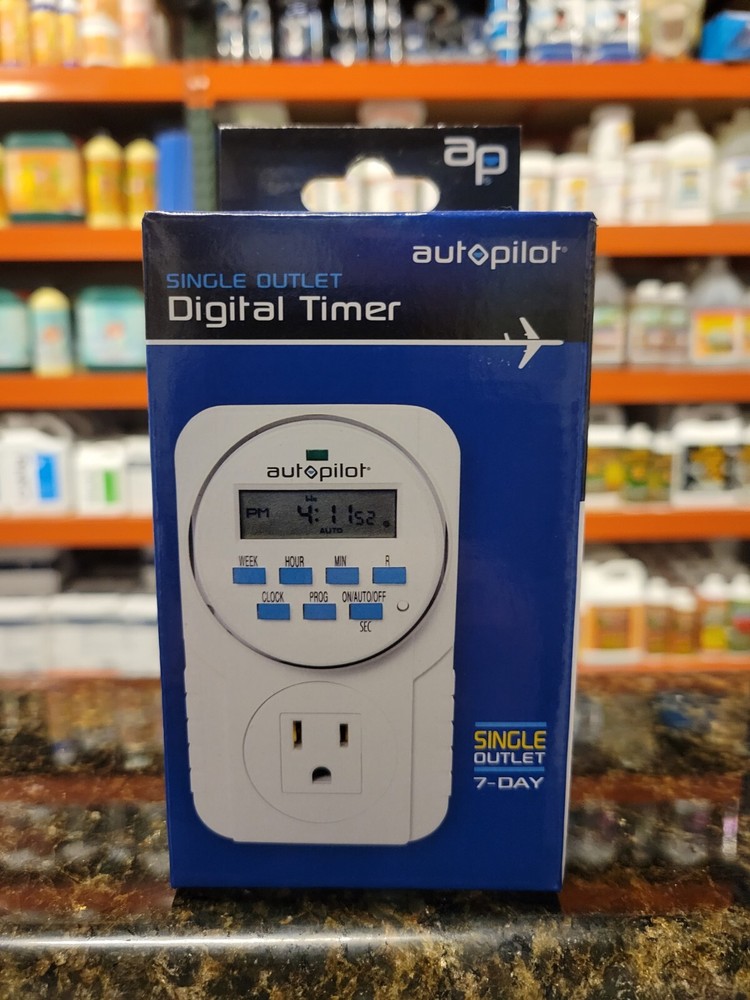 ap
autopilot®
SINGLE OUTLET
Digital Timer
autopilot®
We
PM 4:11 52
AUTO
WEEK HOUR MIN R
CLOCK PROG ON/AUTO/OFF
SEC
SINGLE
OUTLET
7-DAY